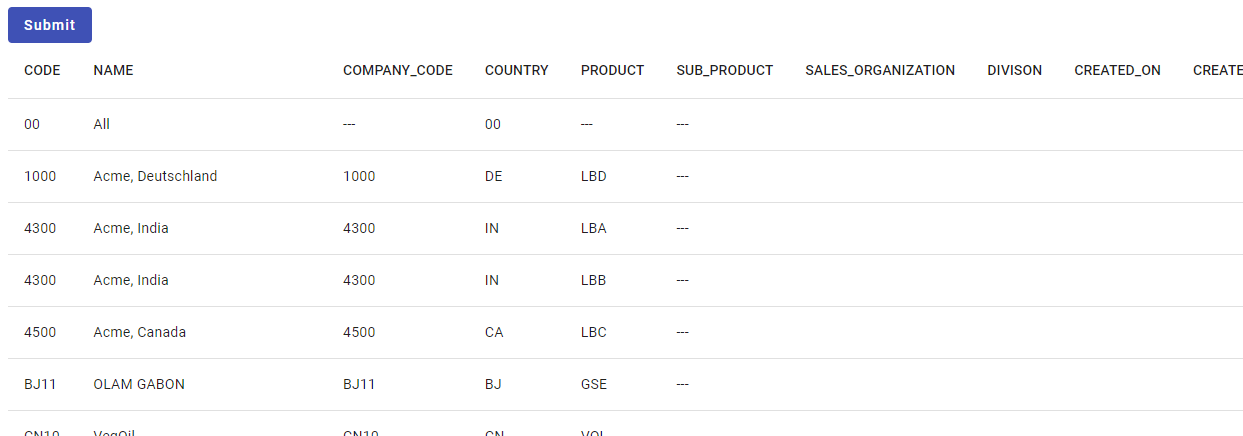 Submit
CODE NAME COMPANY_CODE COUNTRY PRODUCT SUB_PRODUCT SALES_ORGANIZATION DIVISON CREATED_ON CREATE
00 All --- 00 --- ---
1000 Acme, Deutschland 1000 DE LBD ---
4300 Acme, India 4300 IN LBA ---
4300 Acme, India 4300 IN LBB ---
4500 Acme, Canada 4500 CA LBC ---
BJ11 OLAM GABON BJ11 BJ GSE ---
CN10 VegOil CN10 CN